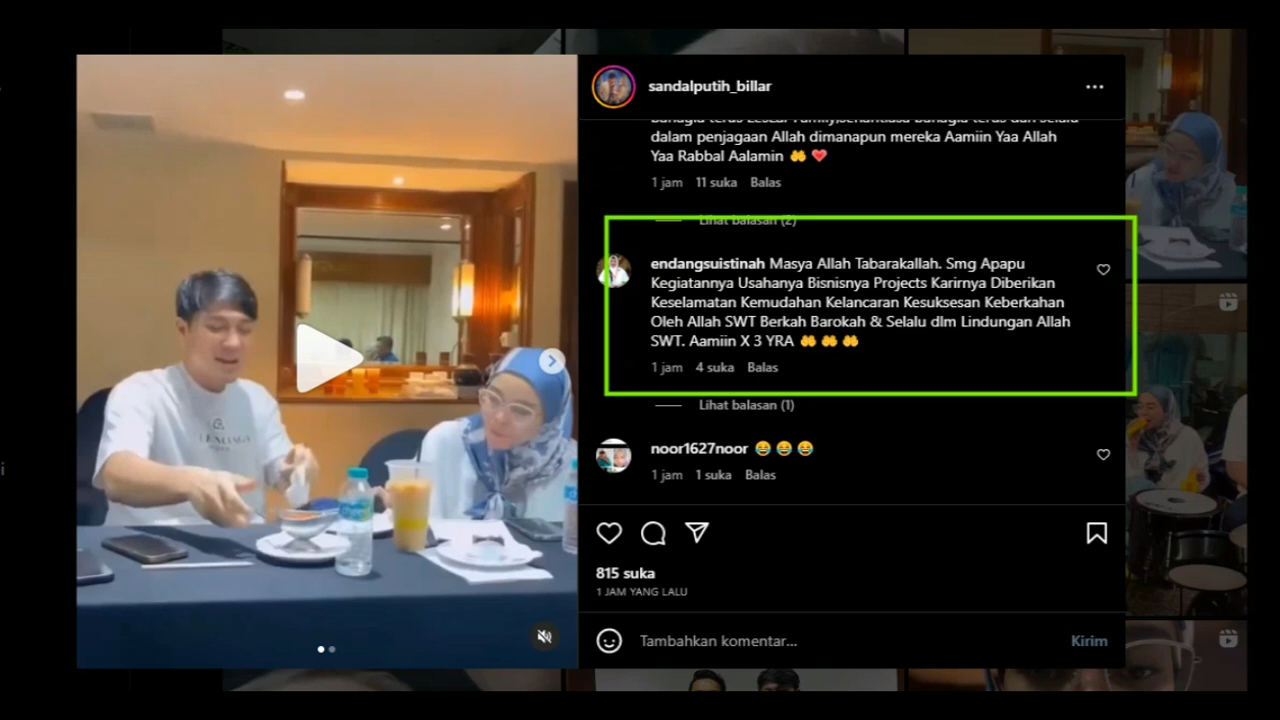 sandalputih_billar
dalam penjagaan Allah dimanapun mereka Aamiin Yaa Allah
Yaa Rabbal Aalamin 🤲 ❤️
1 jam 11 suka Balas
Lihat balasan (2)
endangsuistinah Masya Allah Tabarakallah. Smg Apapu
Kegiatannya Usahanya Bisnisnya Projects Karirnya Diberikan
Keselamatan Kemudahan Kelancaran Kesuksesan Keberkahan
Oleh Allah SWT Berkah Barokah & Selalu dlm Lindungan Allah
SWT. Aamiin X 3 YRA 🤲 🤲 🤲
1 jam 4 suka Balas
Lihat balasan (1)
noor1627noor 😂 😂 😂
1 jam 1 suka Balas
815 suka
1 JAM YANG LALU
Tambahkan komentar... Kirim